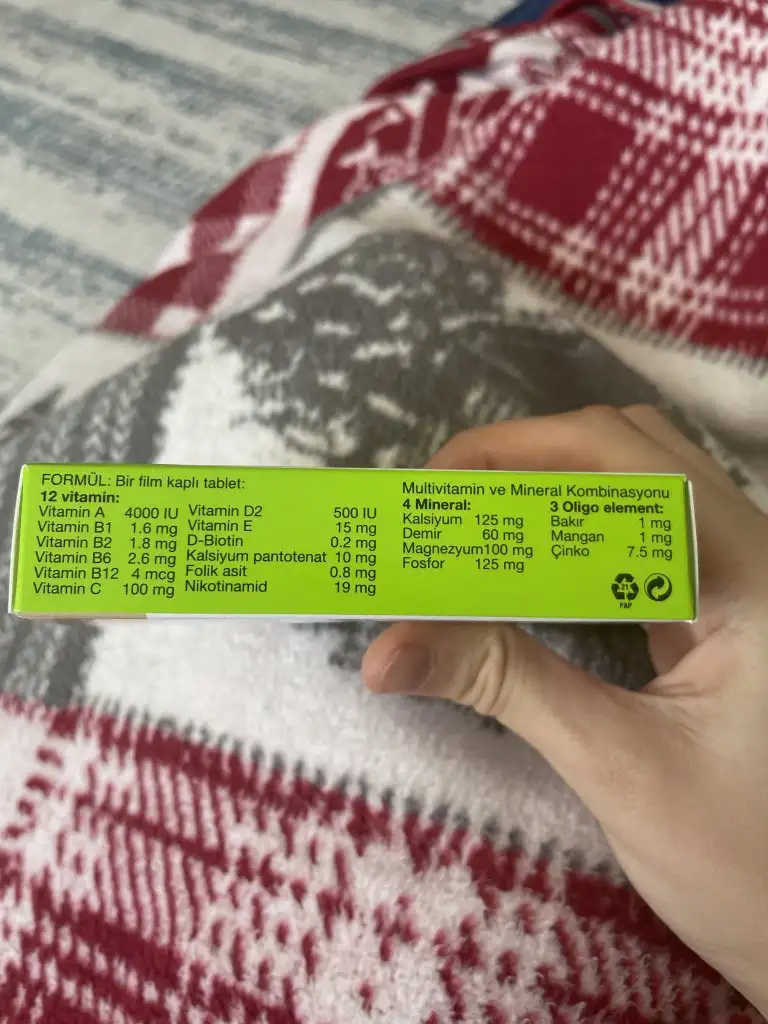 FORMÜL: Bir film kaplı tablet:
12 vitamin:
Vitamin A 4000 IU
Vitamin B1 1.6 mg
Vitamin B2 1.8 mg
Vitamin B6 2.6 mg
Vitamin B12 4 mcg
Vitamin C 100 mg
Vitamin D2 500 IU
Vitamin E 15 mg
D-Biotin 0.2 mg
Kalsiyum pantotenat 10 mg
Folik asit 0.8 mg
Nikotinamid 19 mg
Multivitamin ve Mineral Kombinasyonu
4 Mineral:
Kalsiyum 125 mg
Demir 60 mg
Magnezyum100 mg
Fosfor 125 mg
3 Oligo element:
Bakır 1 mg
Mangan 1 mg
Çinko 7.5 mg
21
PAP